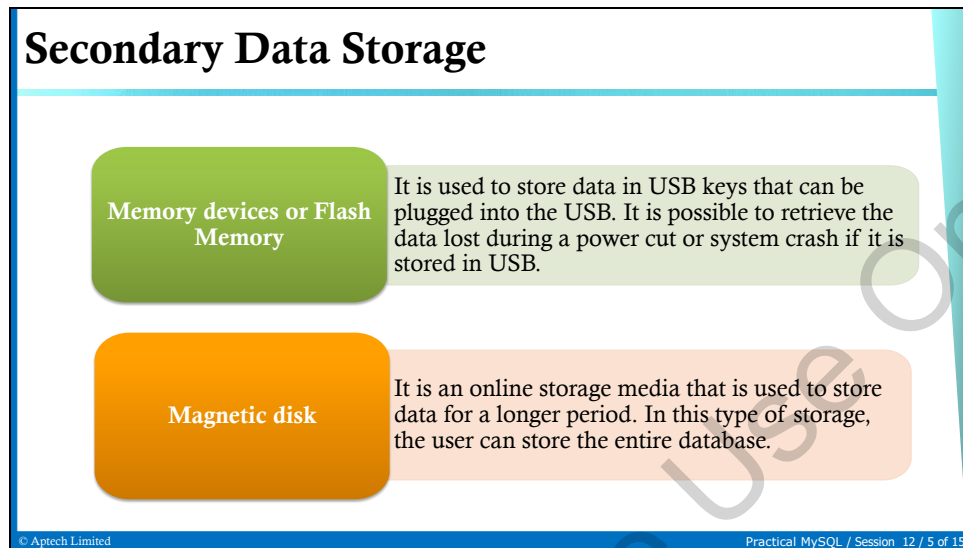 Secondary Data Storage
Memory devices or Flash
Memory
It is used to store data in USB keys that can be
plugged into the USB. It is possible to retrieve the
data lost during a power cut or system crash if it is
stored in USB.
Magnetic disk
It is an online storage media that is used to store
data for a longer period. In this type of storage,
the user can store the entire database.
Use
© Aptech Limited
Practical MySQL / Session 12 / 5 of 15